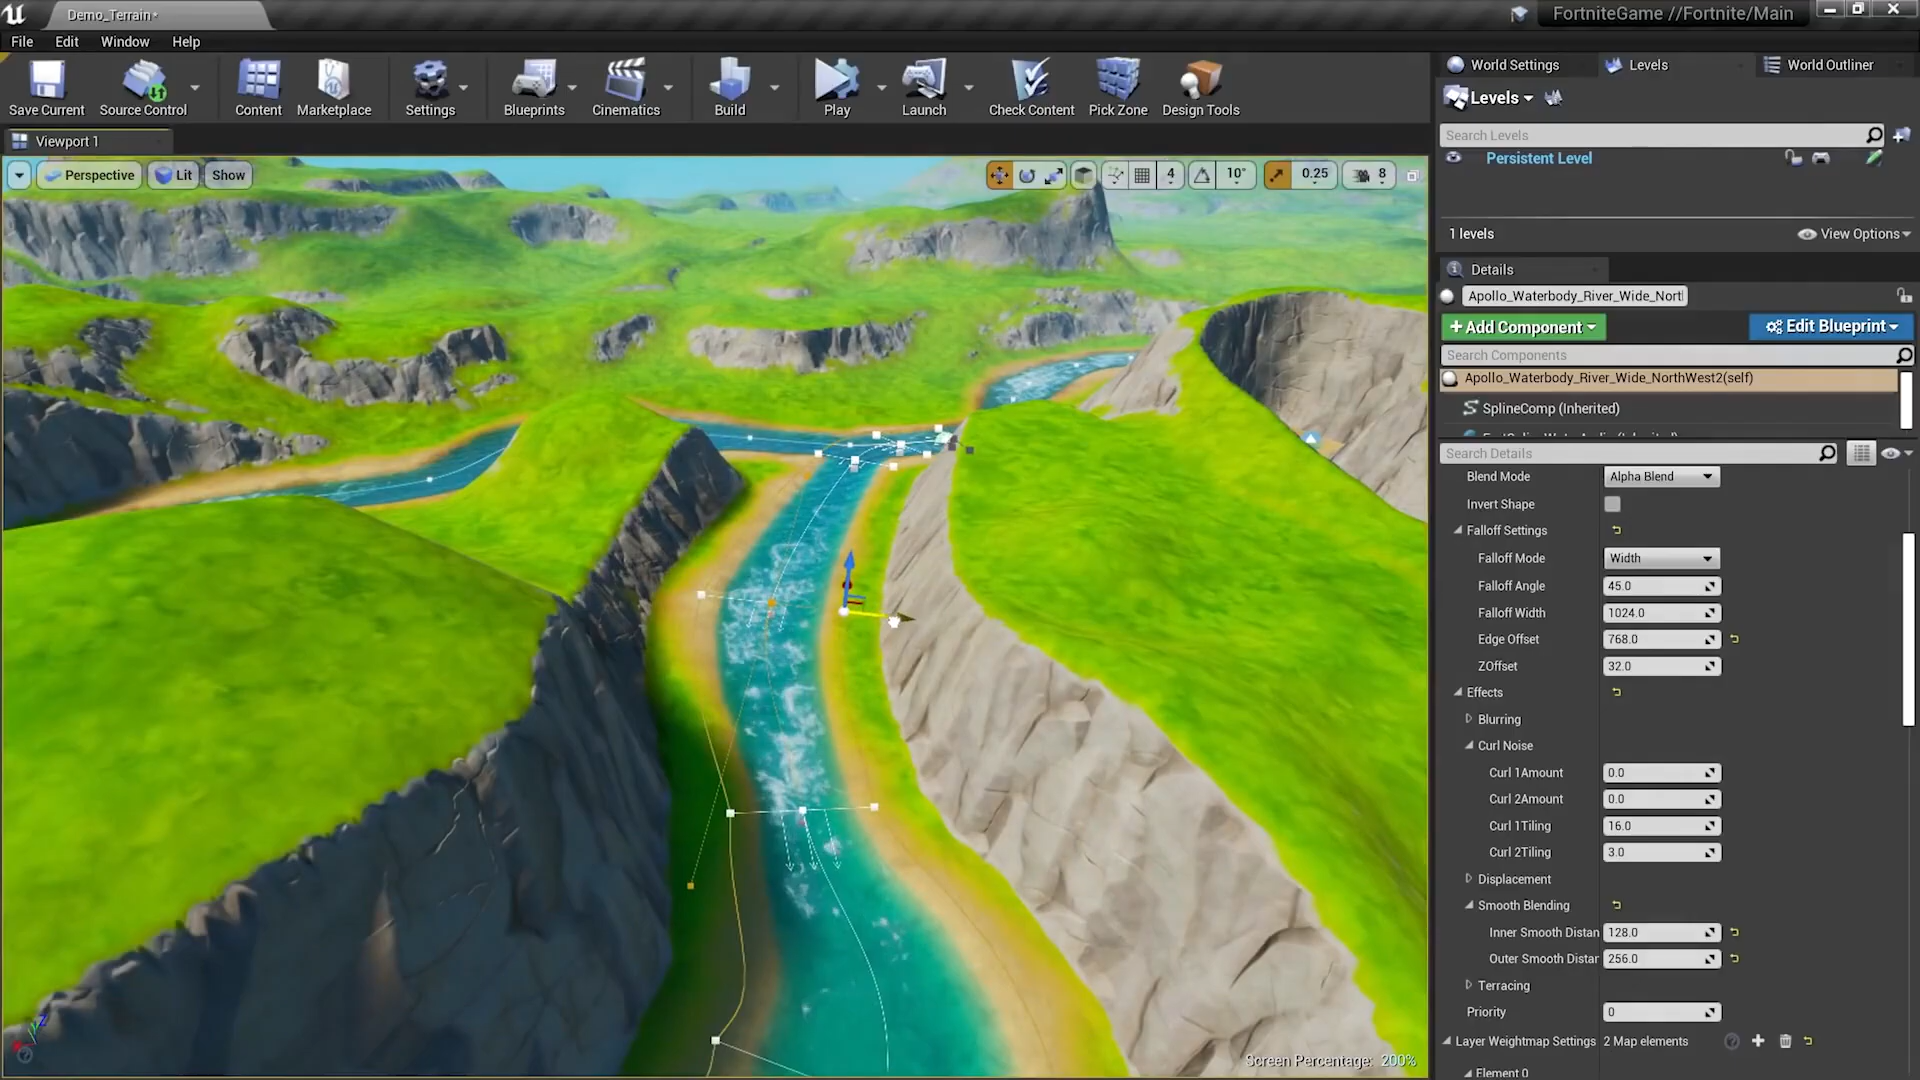 Demo_Terrain*
FortniteGame //Fortnite/Main
File Edit Window Help
Save Current
Source Control
Content
Marketplace
Settings
Blueprints
Cinematics
Build
Play
Launch
Check Content
Pick Zone
Design Tools
Viewport 1
Perspective
Lit
Show
4
10°
0.25
8
Screen Percentage: 200%
World Settings
Levels
World Outliner
Levels
Search Levels
Persistent Level
1 levels
View Options
Details
Apollo_Waterbody_River_Wide_North
+ Add Component
Edit Blueprint
Search Components
Apollo_Waterbody_River_Wide_NorthWest2(self)
SplineComp (Inherited)
Search Details
Blend Mode Alpha Blend
Invert Shape
Falloff Settings
Falloff Mode Width
Falloff Angle 45.0
Falloff Width 1024.0
Edge Offset 768.0
ZOffset 32.0
Effects
Blurring
Curl Noise
Curl 1Amount 0.0
Curl 2Amount 0.0
Curl 1Tiling 16.0
Curl 2Tiling 3.0
Displacement
Smooth Blending
Inner Smooth Distan 128.0
Outer Smooth Distar 256.0
Terracing
Priority 0
Layer Weightmap Settings 2 Map elements
Element 0